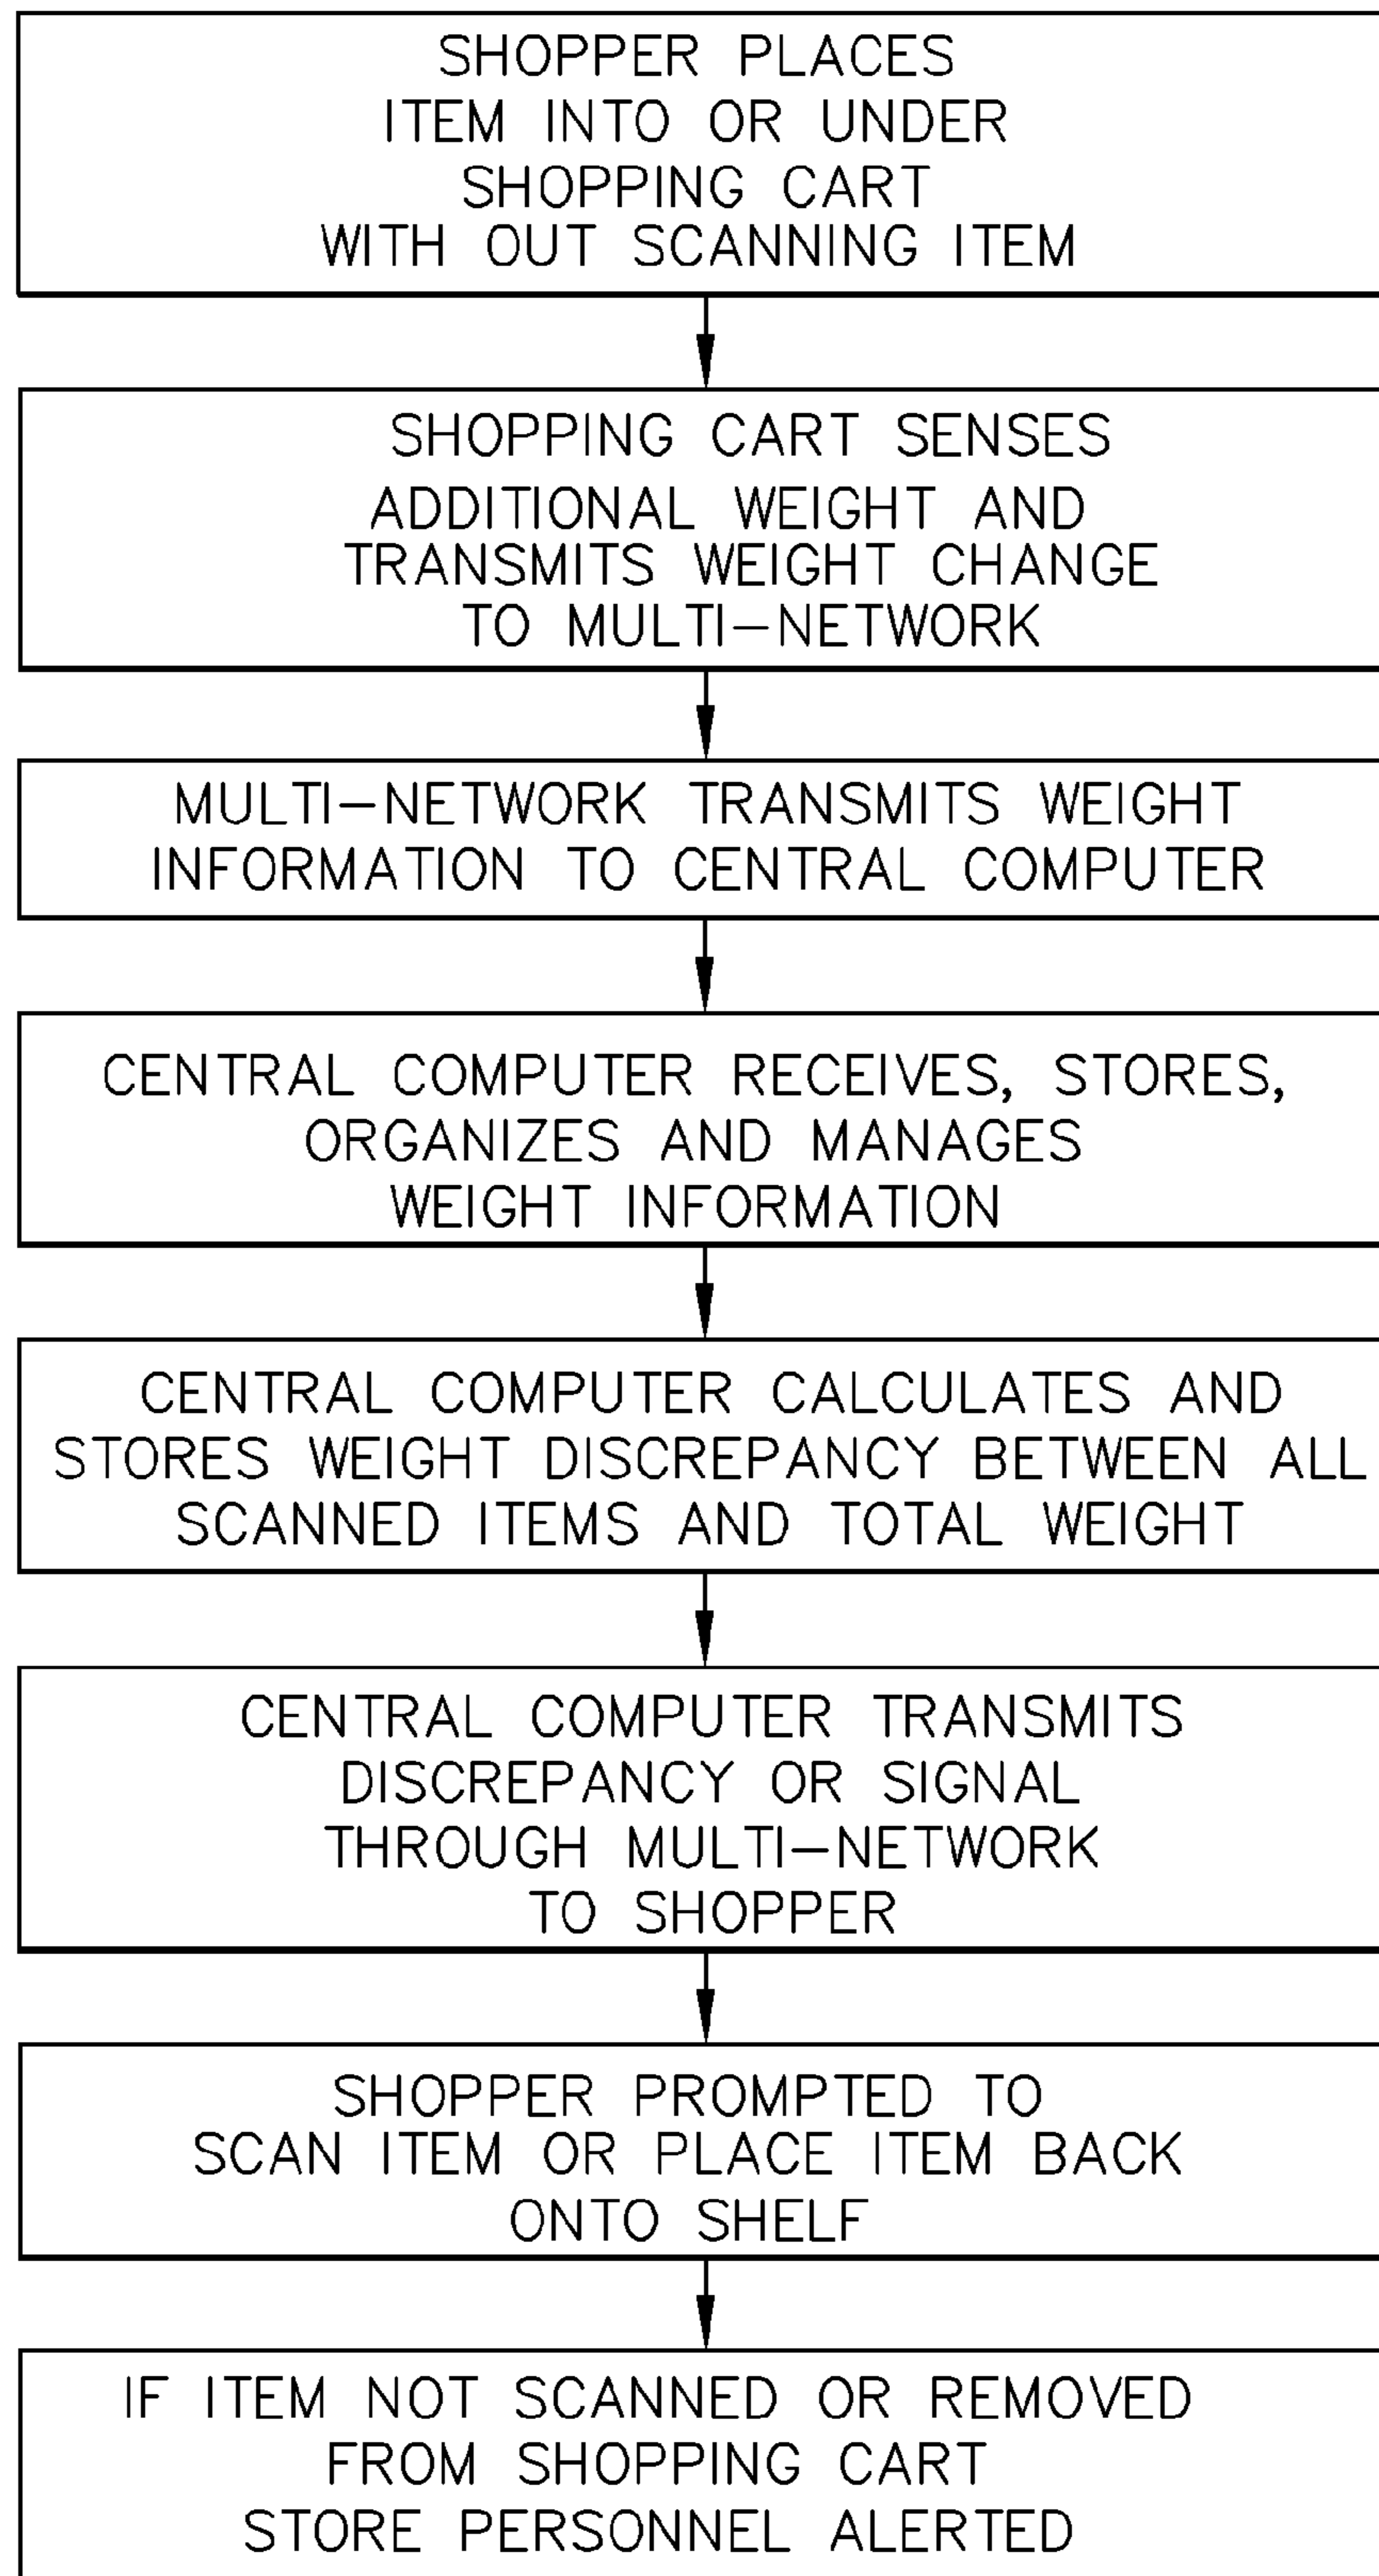 SHOPPER PLACES
ITEM INTO OR UNDER
SHOPPING CART
WITH OUT SCANNING ITEM
SHOPPING CART SENSES
ADDITIONAL WEIGHT AND
TRANSMITS WEIGHT CHANGE
TO MULTI-NETWORK
MULTI-NETWORK TRANSMITS WEIGHT
INFORMATION TO CENTRAL COMPUTER
CENTRAL COMPUTER RECEIVES, STORES,
ORGANIZES AND MANAGES
WEIGHT INFORMATION
CENTRAL COMPUTER CALCULATES AND
STORES WEIGHT DISCREPANCY BETWEEN ALL
SCANNED ITEMS AND TOTAL WEIGHT
CENTRAL COMPUTER TRANSMITS
DISCREPANCY OR SIGNAL
THROUGH MULTI-NETWORK
TO SHOPPER
SHOPPER PROMPTED TO
SCAN ITEM OR PLACE ITEM BACK
ONTO SHELF
IF ITEM NOT SCANNED OR REMOVED
FROM SHOPPING CART
STORE PERSONNEL ALERTED